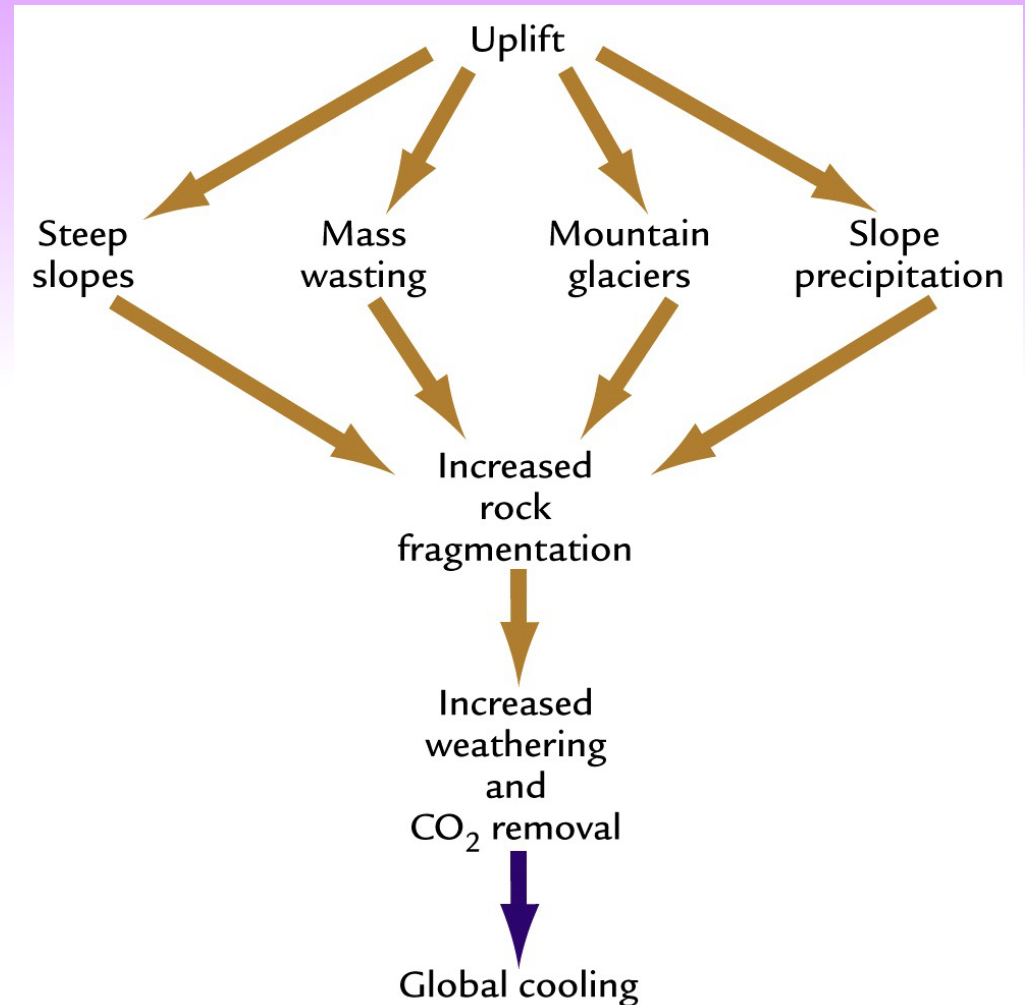 Uplift
Steep
slopes
Mass
wasting
Mountain
glaciers
Slope
precipitation
Increased
rock
fragmentation
Increased
weathering
and
CO₂ removal
Global cooling